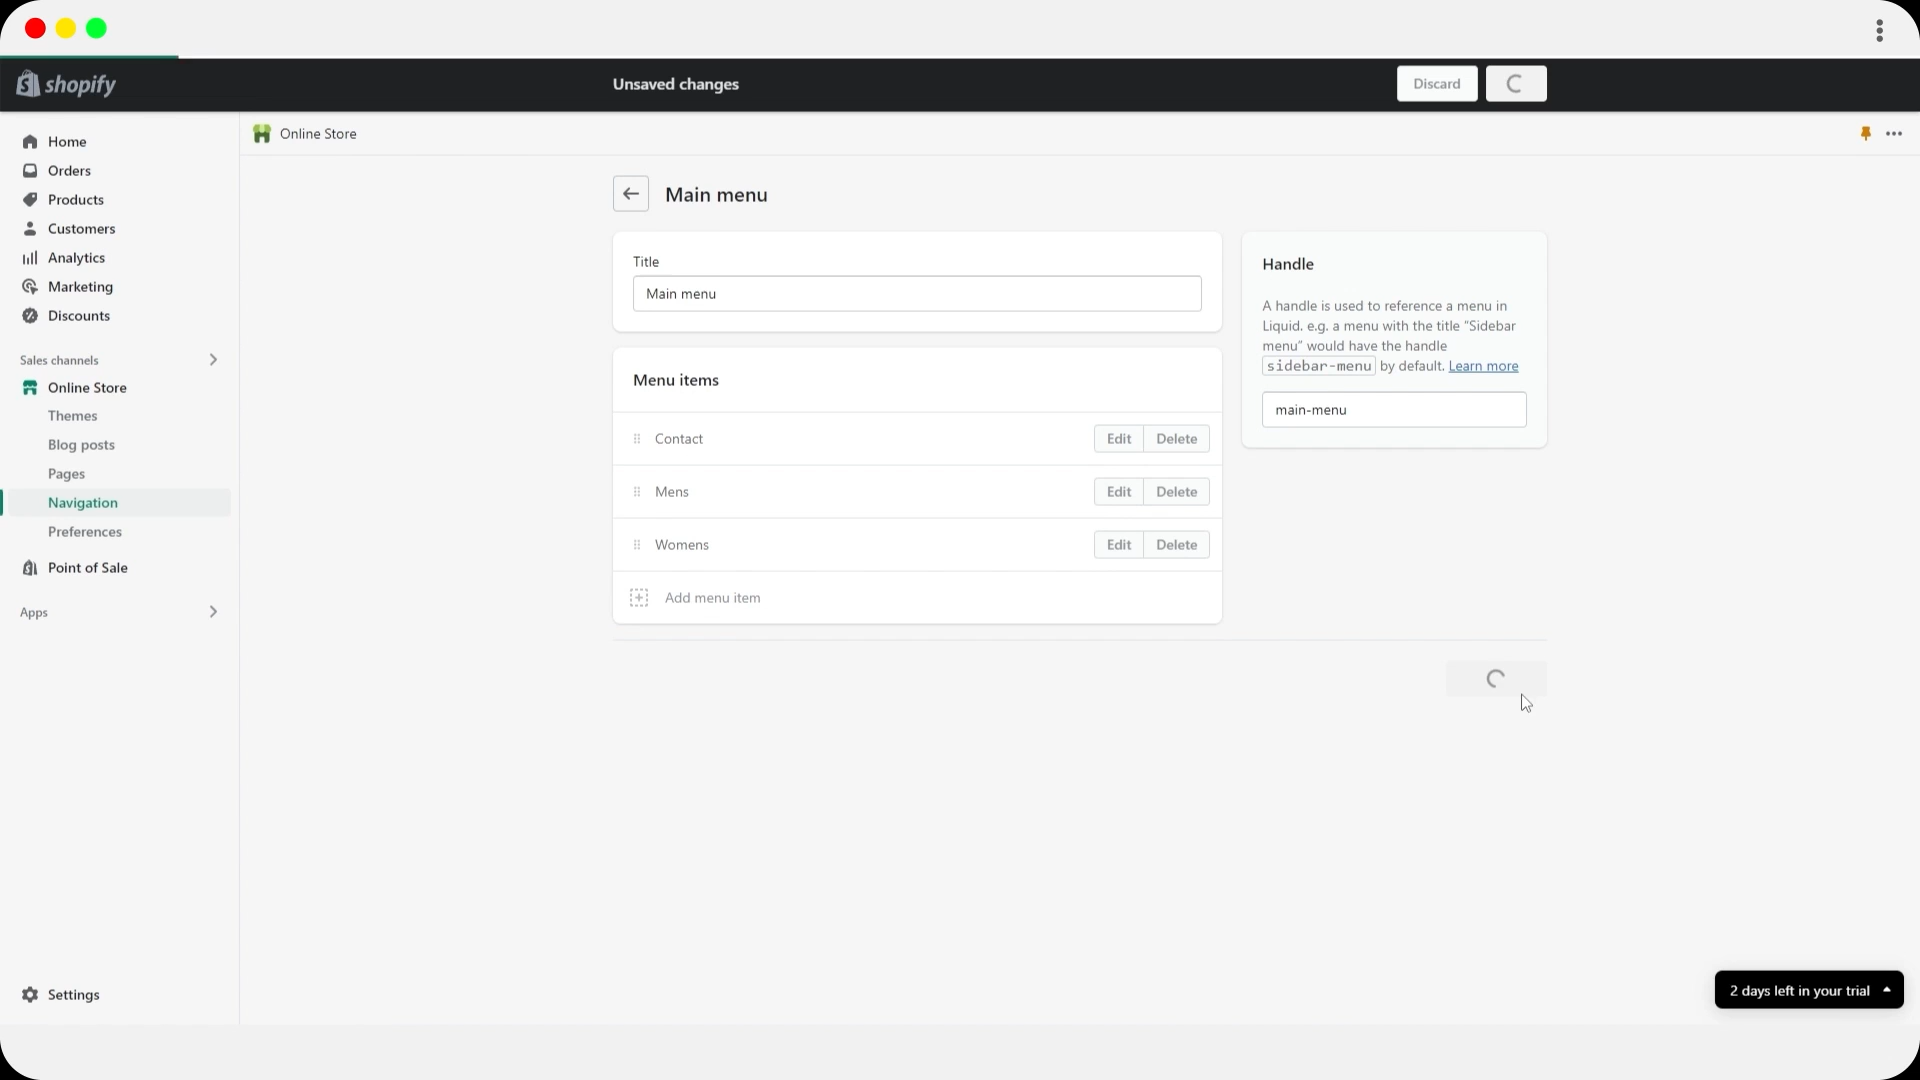 shopify
Unsaved changes
Discard
Home
Orders
Products
Customers
Analytics
Marketing
Discounts
Sales channels
Online Store
Themes
Blog posts
Pages
Navigation
Preferences
Point of Sale
Apps
Settings
Online Store
Main menu
Title
Main menu
Menu items
Contact Edit Delete
Mens Edit Delete
Womens Edit Delete
Add menu item
Handle
A handle is used to reference a menu in
Liquid. e.g. a menu with the title “Sidebar
menu” would have the handle
sidebar-menu by default. Learn more
main-menu
2 days left in your trial